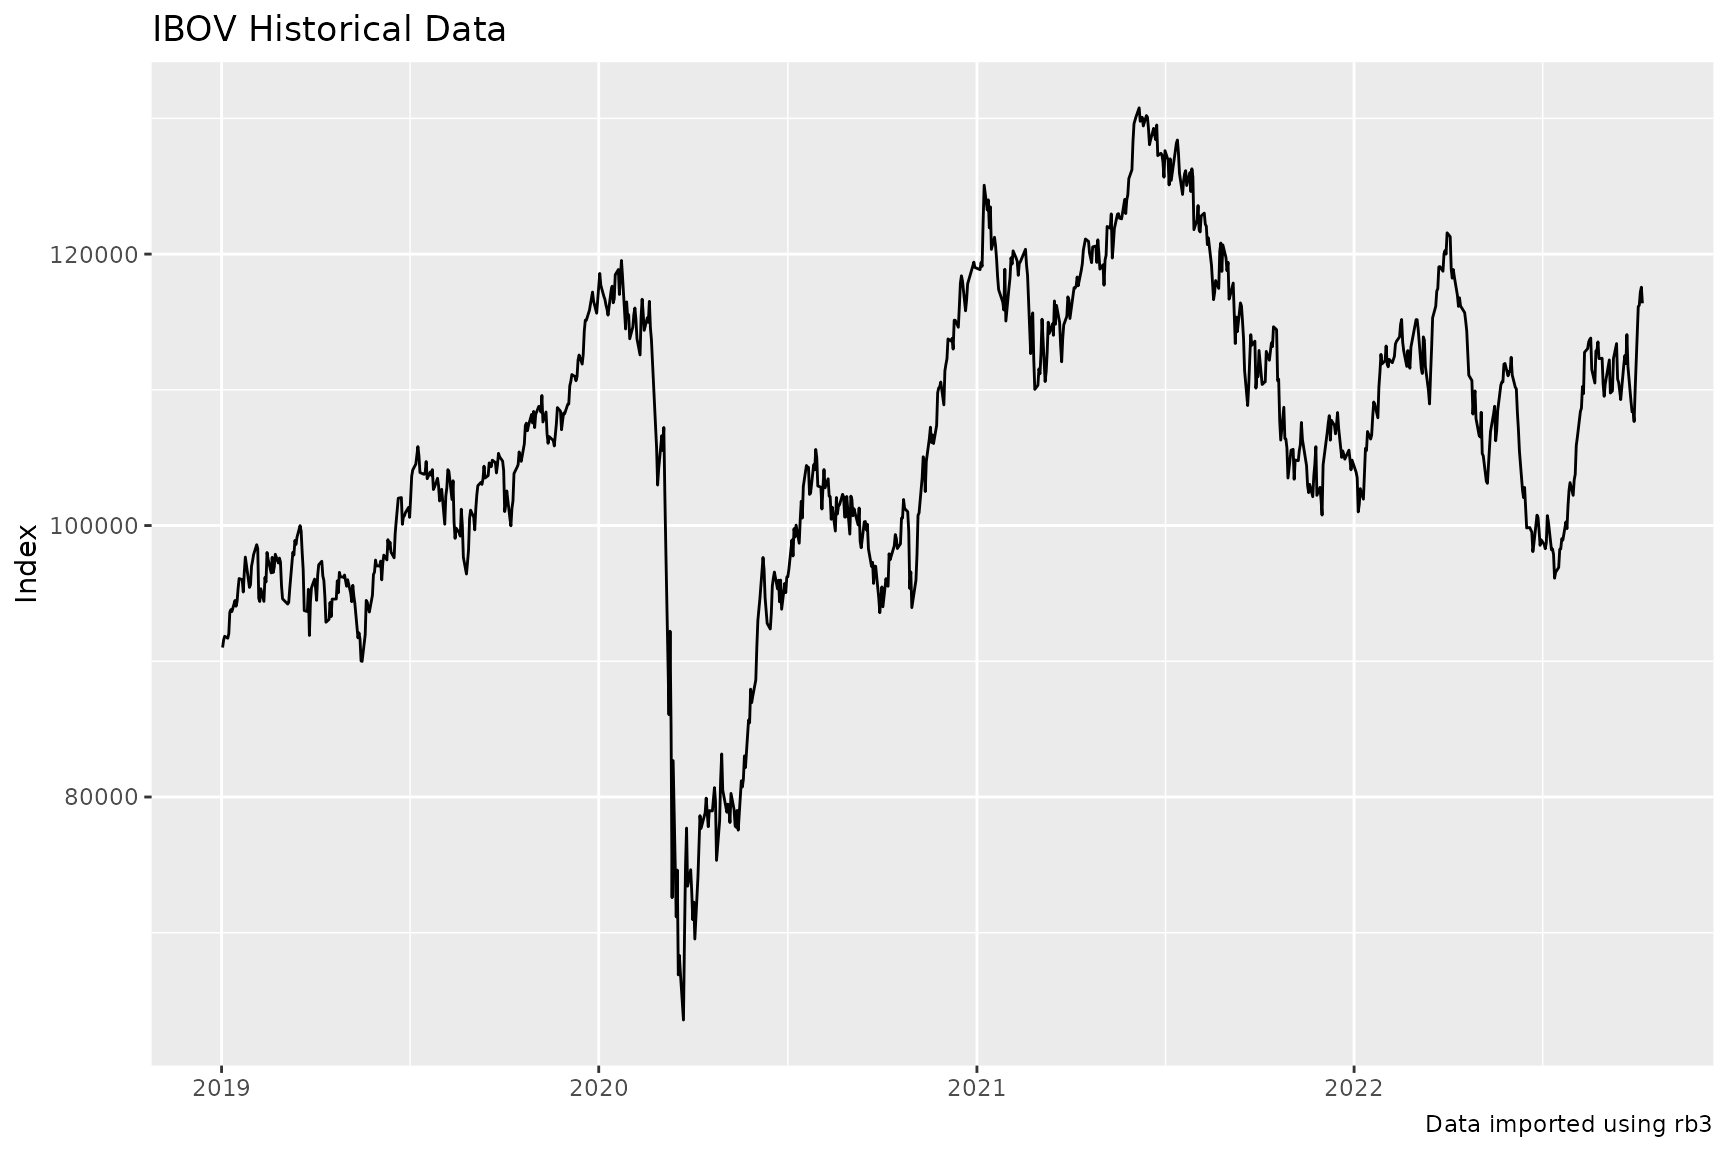 IBOV Historical Data
Index
120000
100000
80000
2019 2020 2021 2022
Data imported using rb3